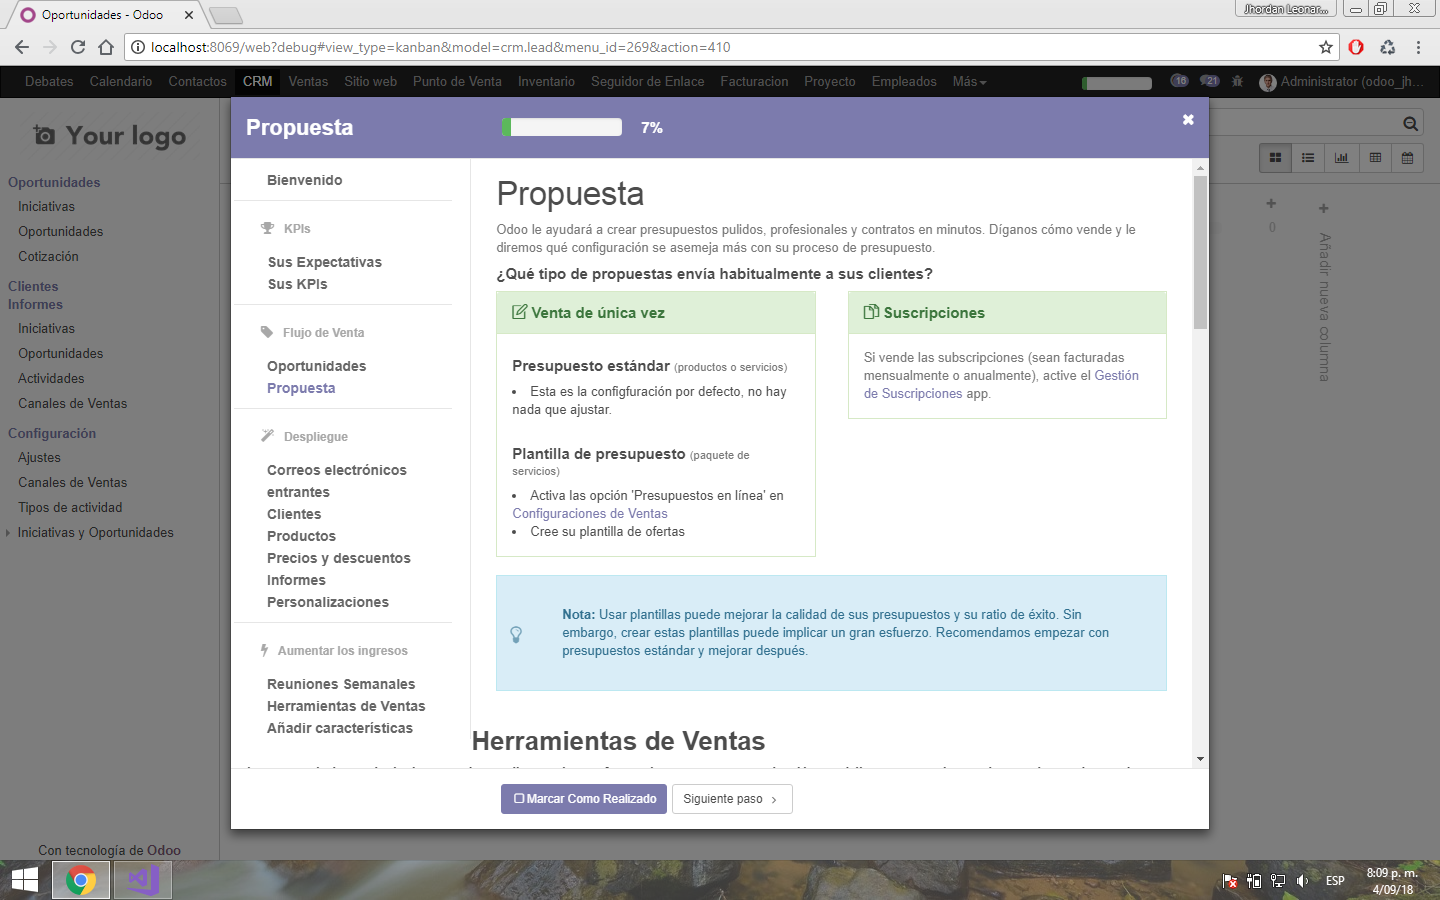 Oportunidades - Odoo
Jhordan Leonar...
localhost:8069/web?debug#view_type=kanban&model=crm.lead&menu_id=269&action=410
Debates Calendario Contactos CRM Ventas Sitio web Punto de Venta Inventario Seguidor de Enlace Facturacion Proyecto Empleados Más 16 21 Administrator (odoo_jh...
Your logo
Oportunidades
Iniciativas
Oportunidades
Cotización
Clientes
Informes
Iniciativas
Oportunidades
Actividades
Canales de Ventas
Configuración
Ajustes
Canales de Ventas
Tipos de actividad
Iniciativas y Oportunidades
Con tecnología de Odoo
Propuesta 7%
Bienvenido
KPIs
Sus Expectativas
Sus KPIs
Flujo de Venta
Oportunidades
Propuesta
Despliegue
Correos electrónicos
entrantes
Clientes
Productos
Precios y descuentos
Informes
Personalizaciones
Aumentar los ingresos
Reuniones Semanales
Herramientas de Ventas
Añadir características
Propuesta
Odoo le ayudará a crear presupuestos pulidos, profesionales y contratos en minutos. Díganos cómo vende y le
diremos qué configuración se asemeja más con su proceso de presupuesto.
¿Qué tipo de propuestas envía habitualmente a sus clientes?
Venta de única vez
Presupuesto estándar (productos o servicios)
• Esta es la configfuración por defecto, no hay
nada que ajustar.
Plantilla de presupuesto (paquete de
servicios)
• Activa las opción 'Presupuestos en línea' en
Configuraciones de Ventas
• Cree su plantilla de ofertas
Suscripciones
Si vende las subscripciones (sean facturadas
mensualmente o anualmente), active el Gestión
de Suscripciones app.
Nota: Usar plantillas puede mejorar la calidad de sus presupuestos y su ratio de éxito. Sin
embargo, crear estas plantillas puede implicar un gran esfuerzo. Recomendamos empezar con
presupuestos estándar y mejorar después.
Herramientas de Ventas
Marcar Como Realizado
Siguiente paso
0
Añadir nueva columna
ESP
8:09 p. m.
4/09/18